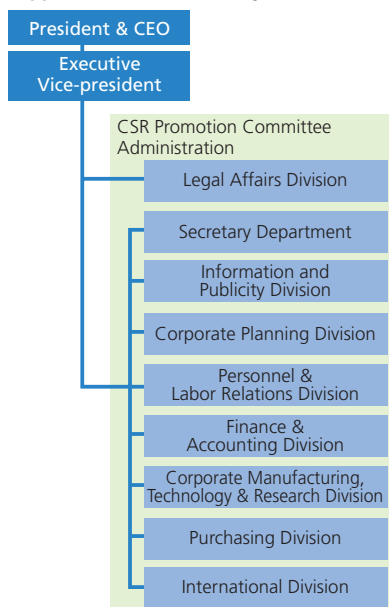 President & CEO
Executive
Vice-president
CSR Promotion Committee
Administration
Legal Affairs Division
Secretary Department
Information and
Publicity Division
Corporate Planning Division
Personnel &
Labor Relations Division
Finance &
Accounting Division
Corporate Manufacturing,
Technology & Research Division
Purchasing Division
International Division